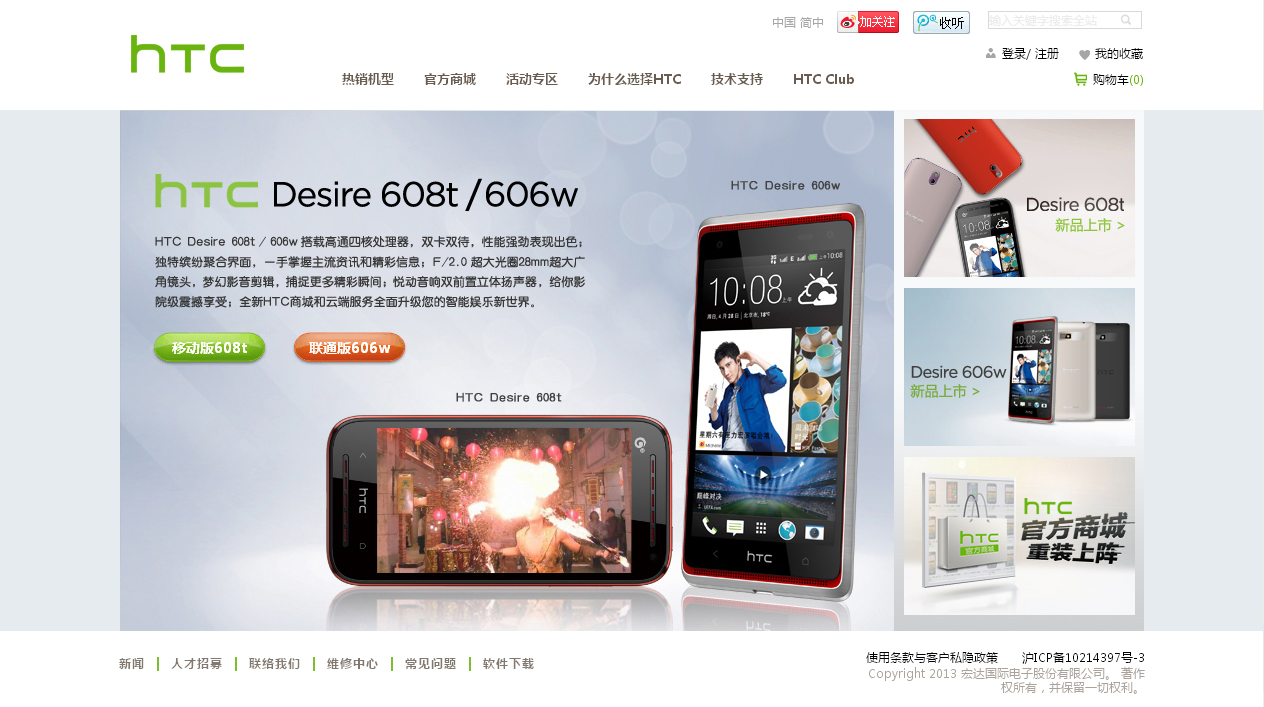 中国 简中
加关注
收听
输入关键字搜索全站
hTC
登录/ 注册
我的收藏
热销机型
官方商城
活动专区
为什么选择HTC
技术支持
HTC Club
购物车(0)
hTC Desire 608t /606w
HTC Desire 608t / 606w 搭载高通四核处理器，双卡双待，性能强劲表现出色；
独特缤纷聚合界面，一手掌握主流资讯和精彩信息；F/2.0 超大光圈28mm超大广
角镜头，梦幻影音剪辑，捕捉更多精彩瞬间；悦动音响双前置立体扬声器，给你影
院级震撼享受；全新HTC商城和云端服务全面升级您的智能娱乐新世界。
移动版608t
联通版606w
HTC Desire 606w
10:08
10:08 上午
巅峰对决
hTC
HTC Desire 608t
hTC
Desire 608t
新品上市 >
Desire 606w
新品上市 >
hTC
官方商城
重装上阵
hTC
官方商城
新闻
人才招募
联络我们
维修中心
常见问题
软件下载
使用条款与客户私隐政策
沪ICP备10214397号-3
Copyright 2013 宏达国际电子股份有限公司。 著作
权所有，并保留一切权利。